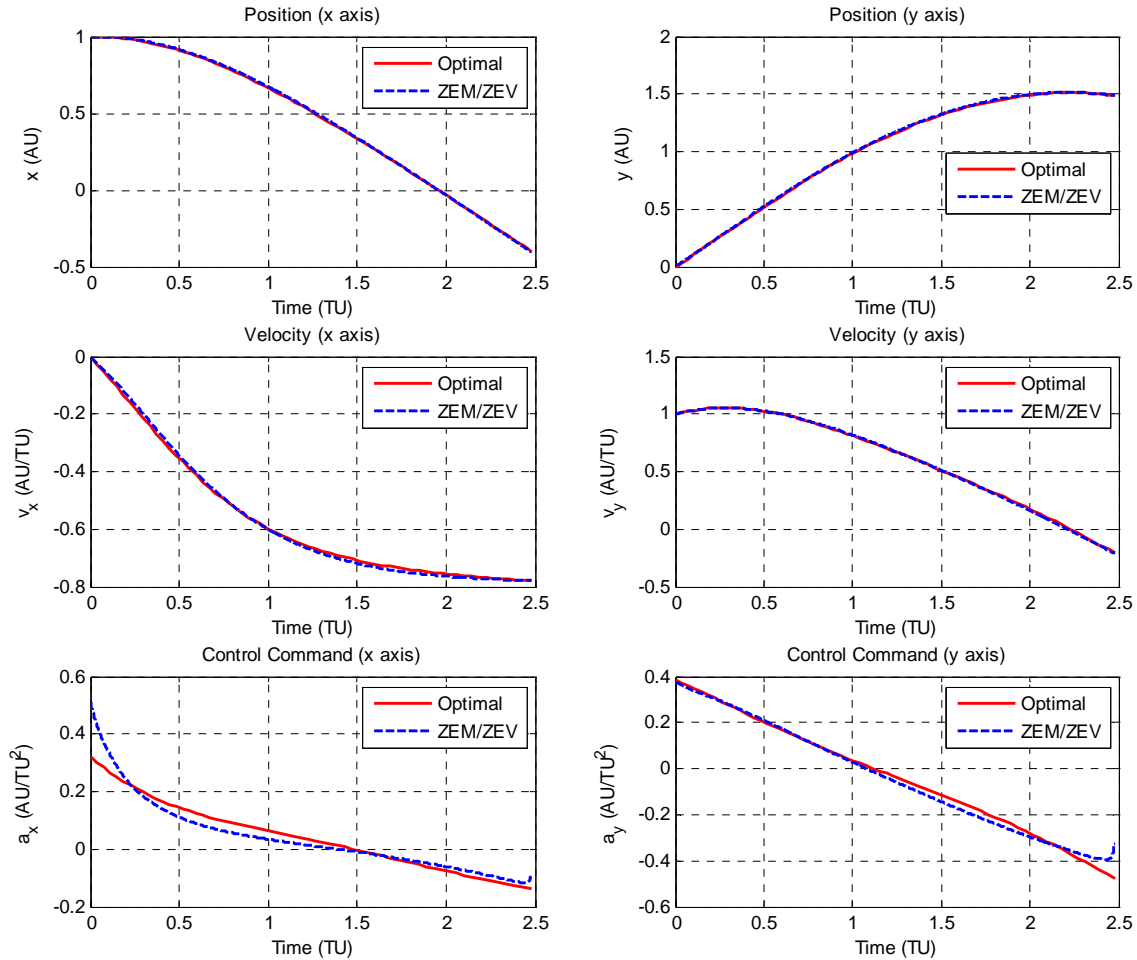 Position (x axis)
1
0.5
0
-0.5
x (AU)
Optimal
ZEM/ZEV
0
0.5
1
1.5
2
2.5
Time (TU)
Position (y axis)
2
1.5
1
0.5
0
y (AU)
Optimal
ZEM/ZEV
0
0.5
1
1.5
2
2.5
Time (TU)
Velocity (x axis)
0
-0.2
-0.4
-0.6
-0.8
v_x (AU/TU)
Optimal
ZEM/ZEV
0
0.5
1
1.5
2
2.5
Time (TU)
Velocity (y axis)
1.5
1
0.5
0
-0.5
v_y (AU/TU)
Optimal
ZEM/ZEV
0
0.5
1
1.5
2
2.5
Time (TU)
Control Command (x axis)
0.6
0.4
0.2
0
-0.2
a_x (AU/TU²)
Optimal
ZEM/ZEV
0
0.5
1
1.5
2
2.5
Time (TU)
Control Command (y axis)
0.4
0.2
0
-0.2
-0.4
-0.6
a_y (AU/TU²)
Optimal
ZEM/ZEV
0
0.5
1
1.5
2
2.5
Time (TU)